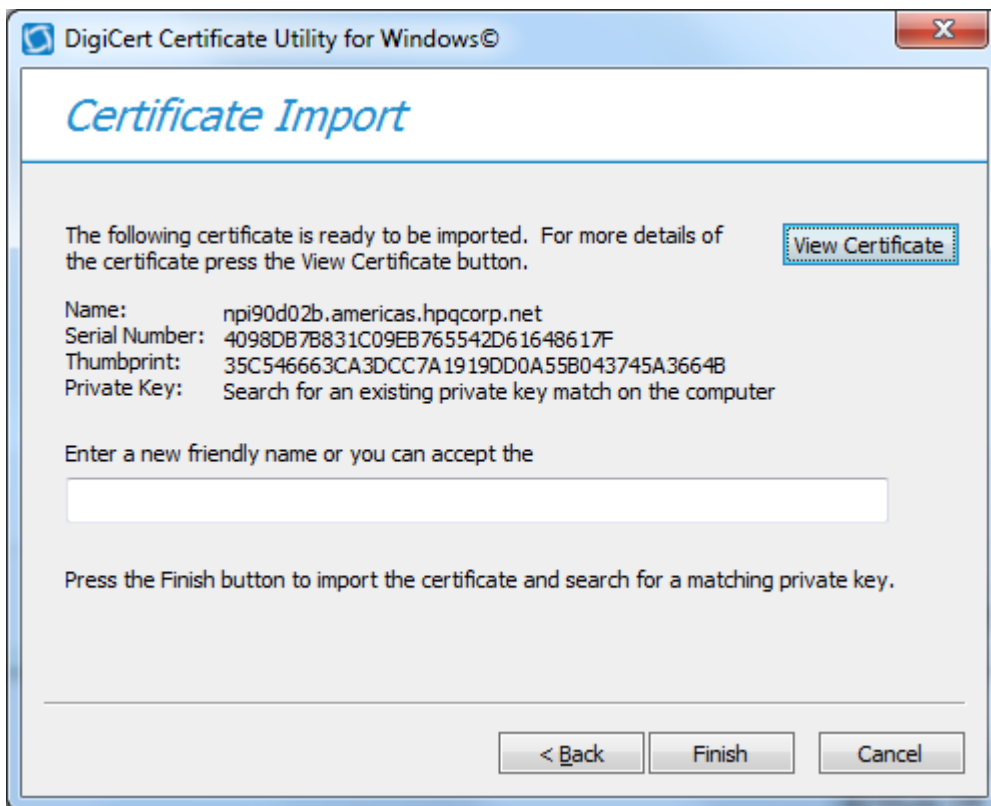 DigiCert Certificate Utility for Windows©
Certificate Import
The following certificate is ready to be imported. For more details of
the certificate press the View Certificate button.
View Certificate
Name: npi90d02b.americas.hpqcorp.net
Serial Number: 4098DB7B831C09EB765542D61648617F
Thumbprint: 35C546663CA3DCC7A1919DD0A55B043745A3664B
Private Key: Search for an existing private key match on the computer
Enter a new friendly name or you can accept the
Press the Finish button to import the certificate and search for a matching private key.
< Back
Finish
Cancel